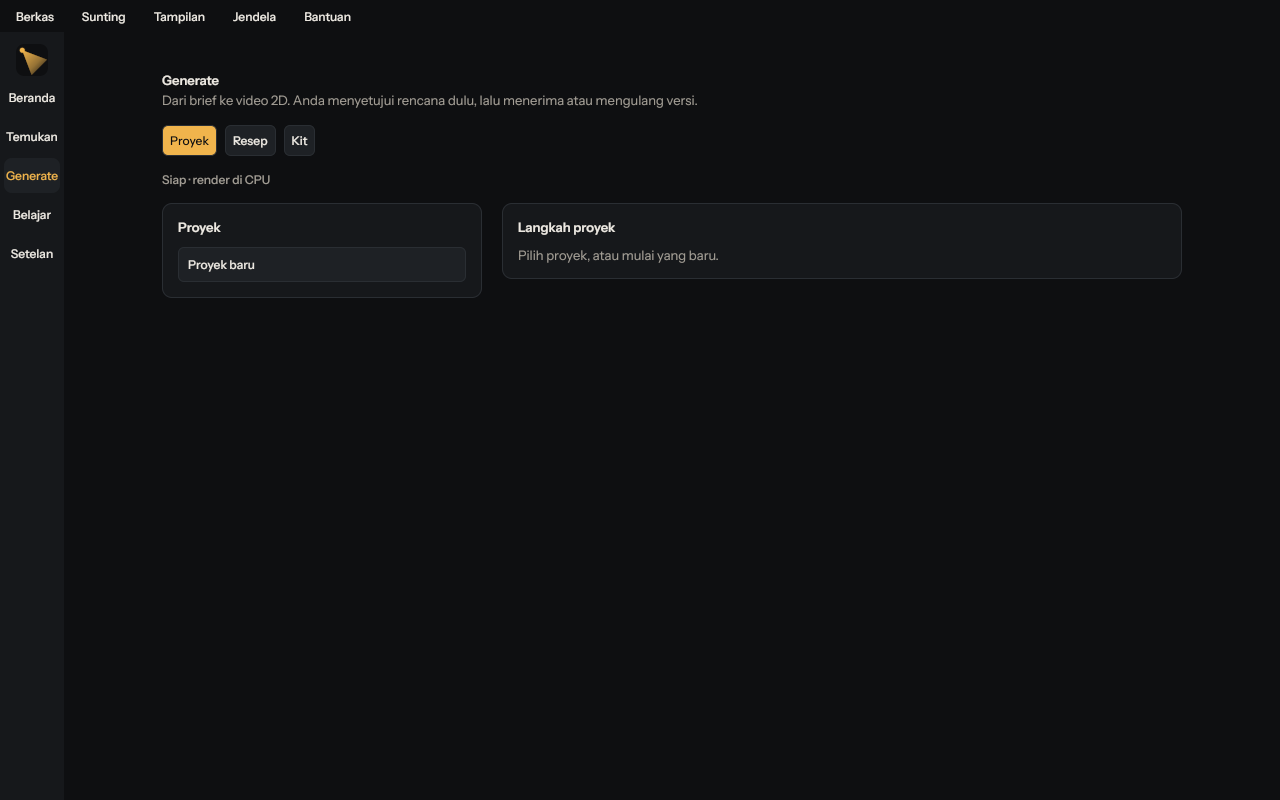 Berkas Sunting Tampilan Jendela Bantuan
Beranda
Temukan
Generate
Belajar
Setelan
Generate
Dari brief ke video 2D. Anda menyetujui rencana dulu, lalu menerima atau mengulang versi.
Proyek Resep Kit
Siap · render di CPU
Proyek
Proyek baru
Langkah proyek
Pilih proyek, atau mulai yang baru.